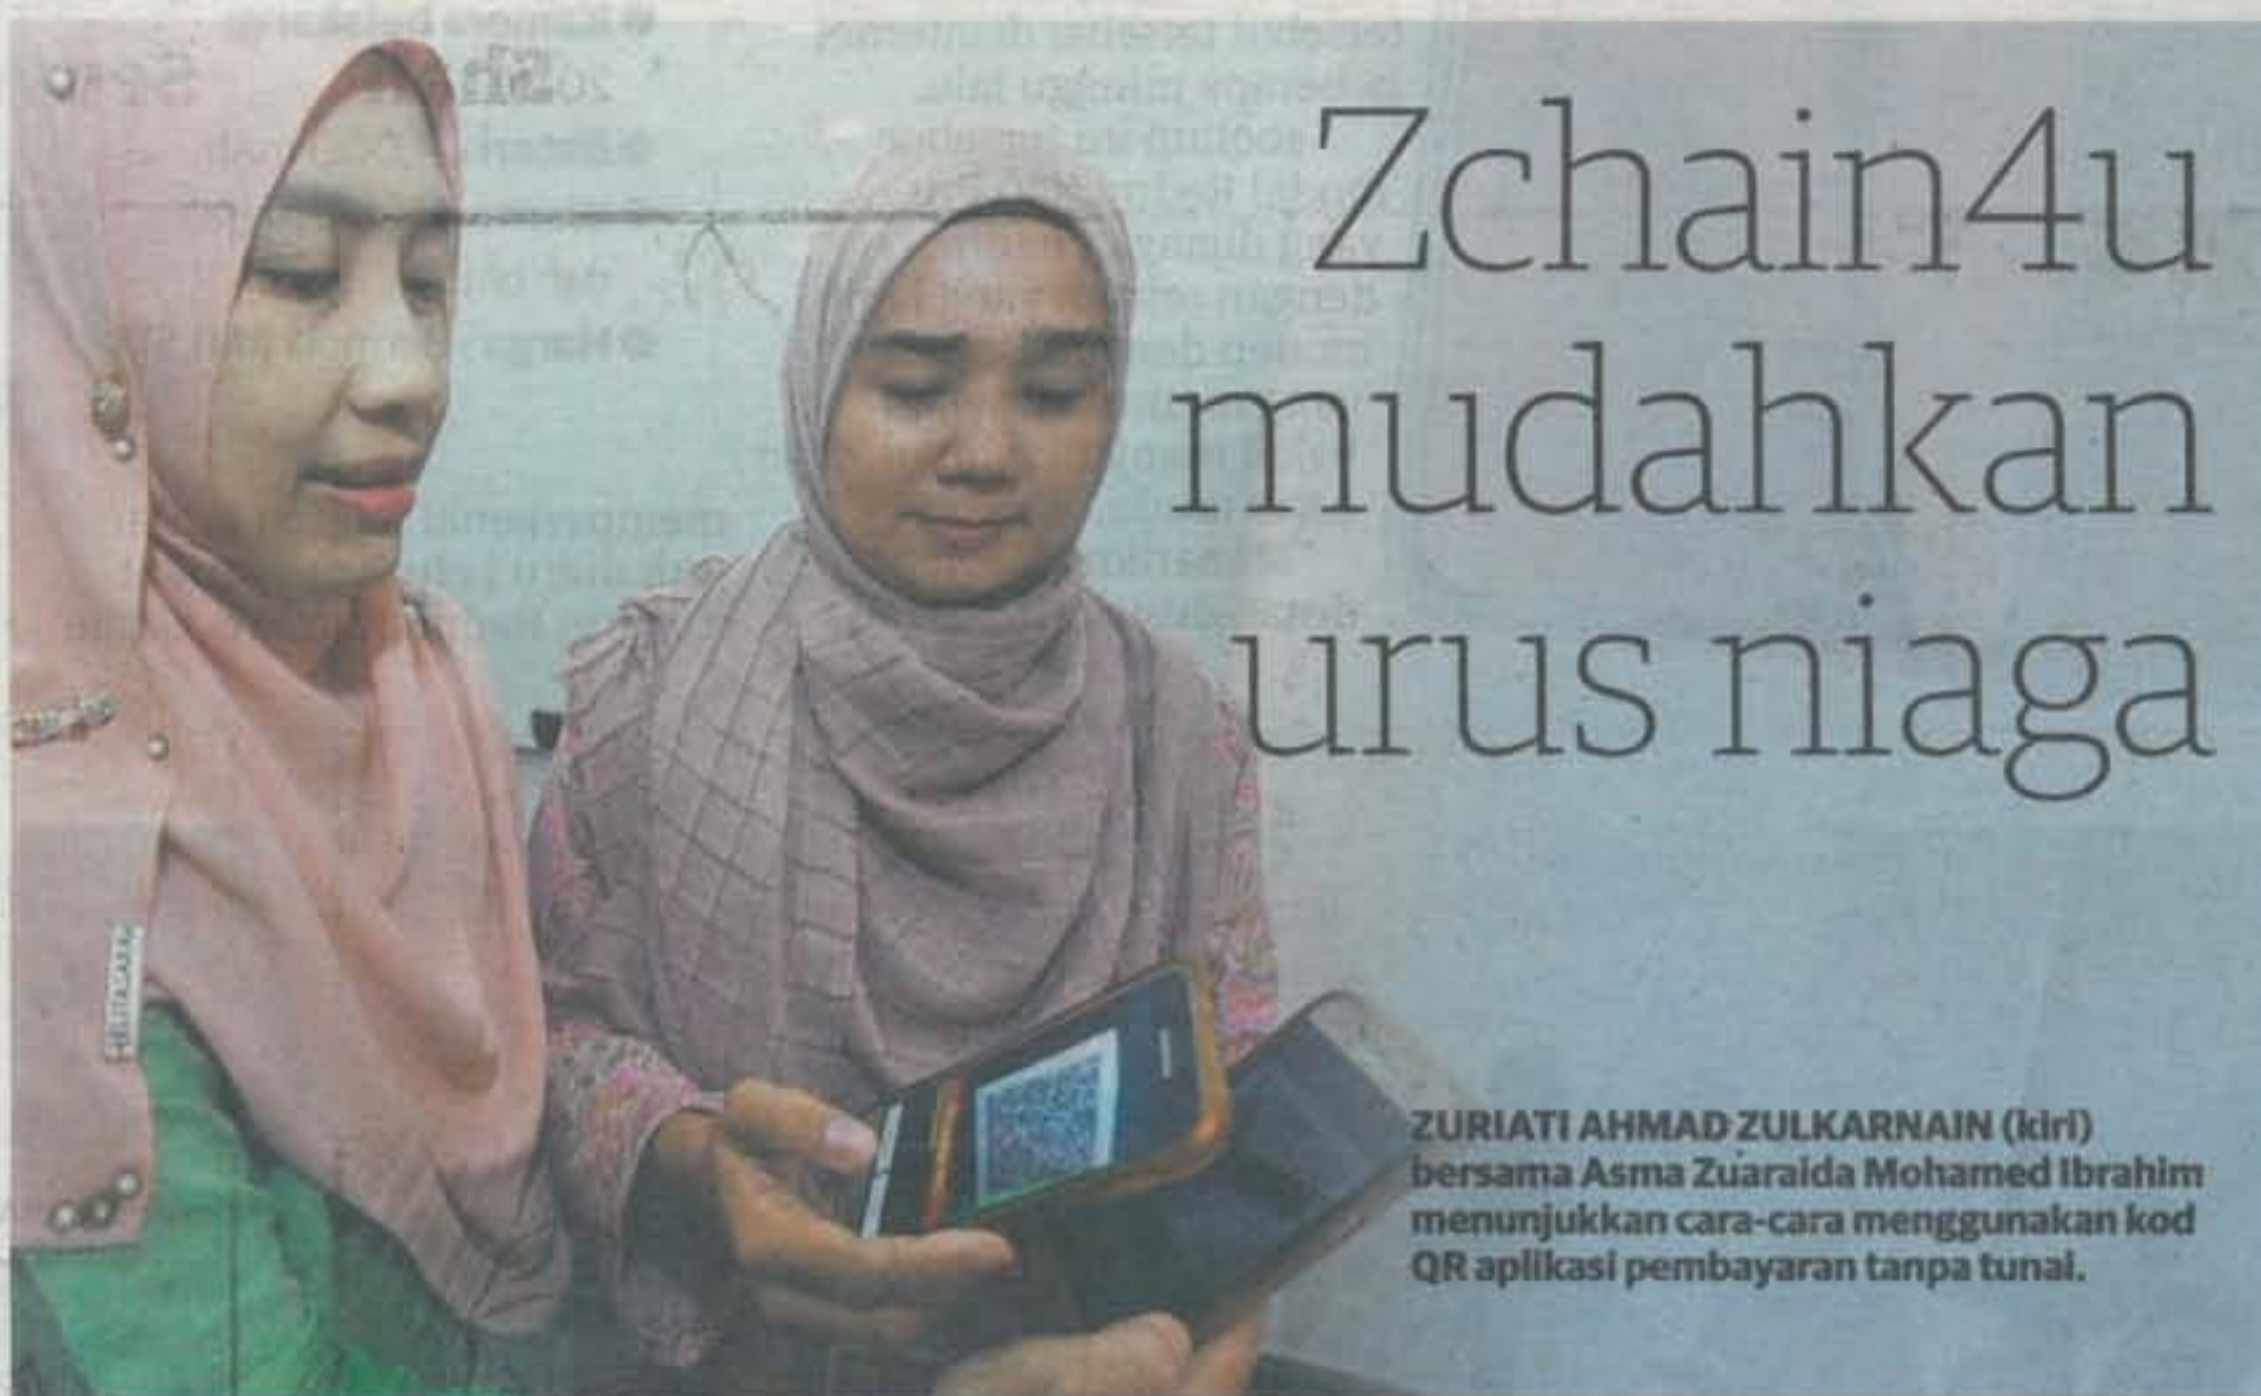 Zchain4u
mudahkan
urus niaga
ZURIATI AHMAD ZULKARNAIN (kiri)
bersama Asma Zuaraida Mohamed Ibrahim
menunjukkan cara-cara menggunakan kod
QR aplikasi pembayaran tanpa tunai.